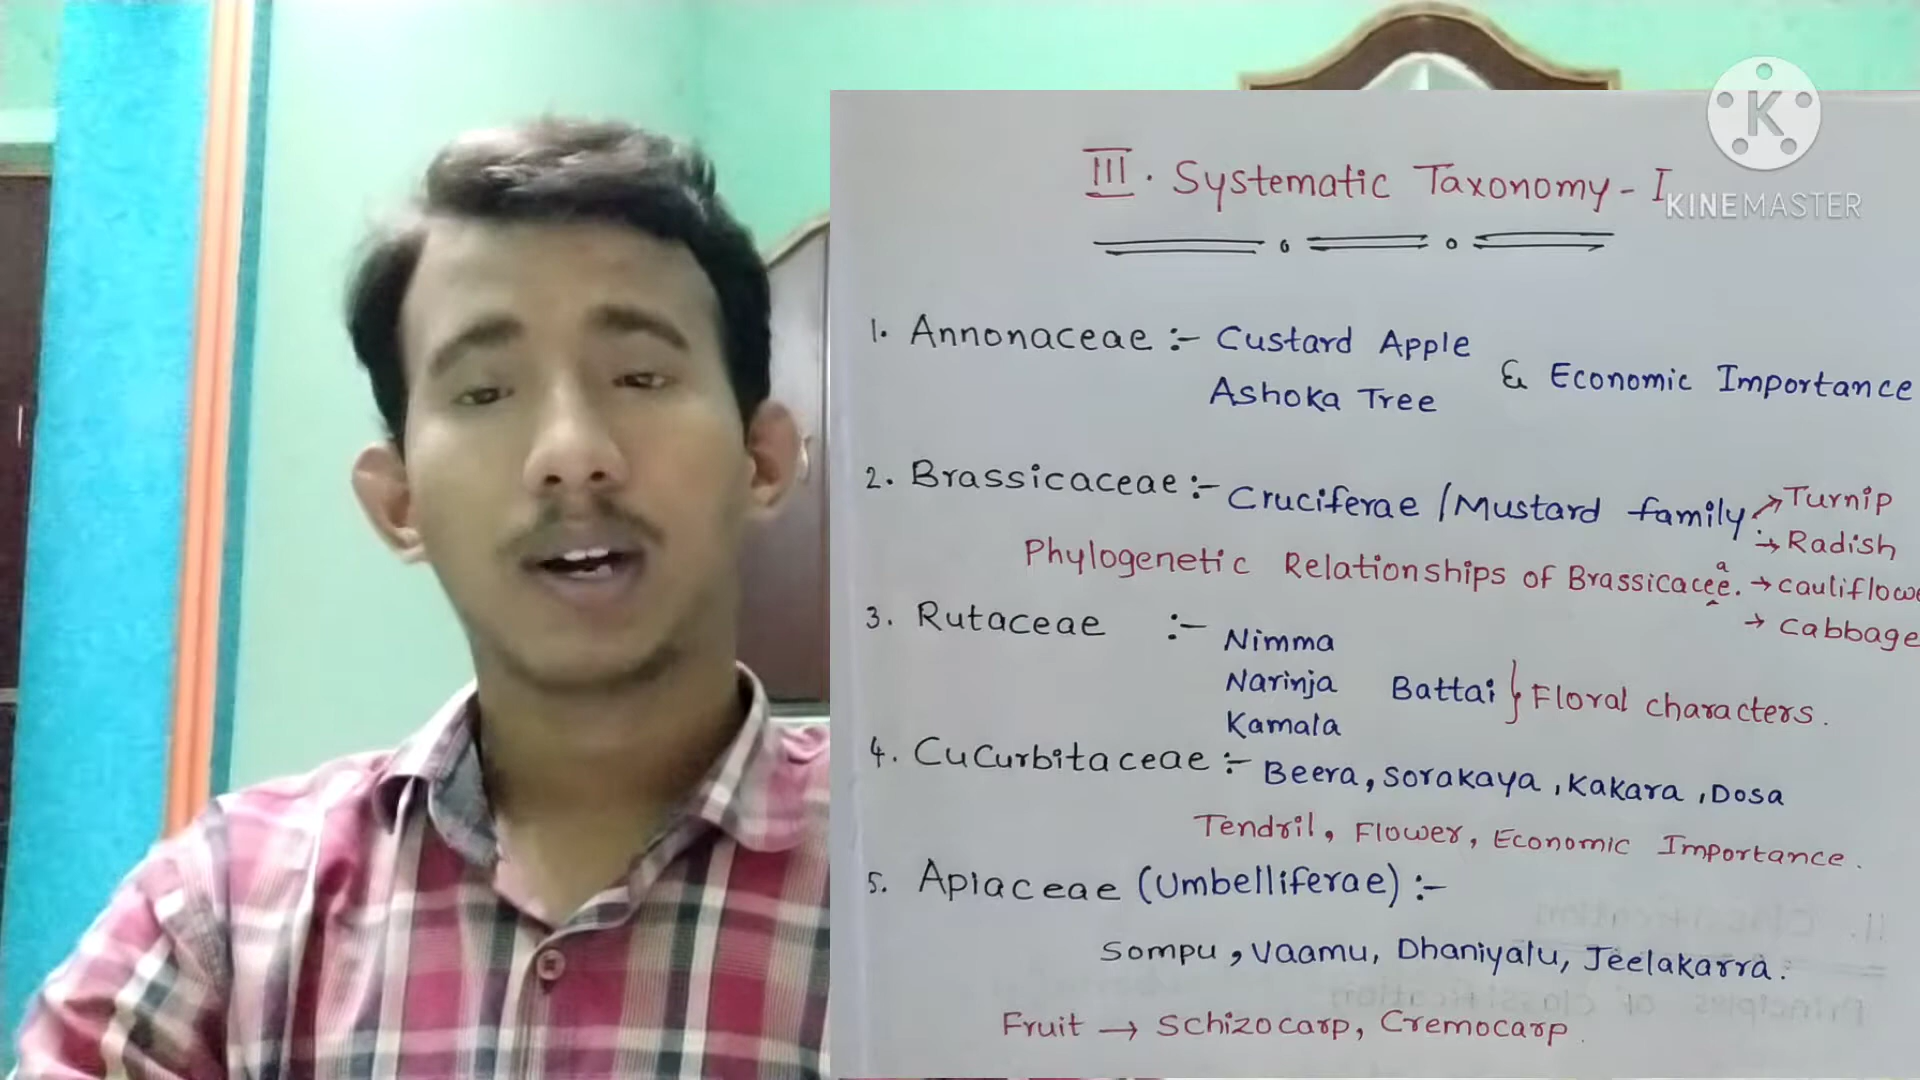 III. Systematic Taxonomy - I
KINEMASTER
1. Annonaceae :- Custard Apple
Ashoka Tree
& Economic Importance
2. Brassicaceae :- Cruciferae / Mustard family → Turnip
→ Radish
Phylogenetic Relationships of Brassicaceae. → cauliflowe
→ cabbage
3. Rutaceae :- Nimma
Narinja Battai } Floral characters.
Kamala
4. CuCurbitaceae :- Beera, Sorakaya, Kakara, Dosa
Tendril, Flower, Economic Importance.
5. Apiaceae (Umbelliferae) :-
Sompu, Vaamu, Dhaniyalu, Jeelakarra.
Fruit → Schizocarp, Cremocarp.